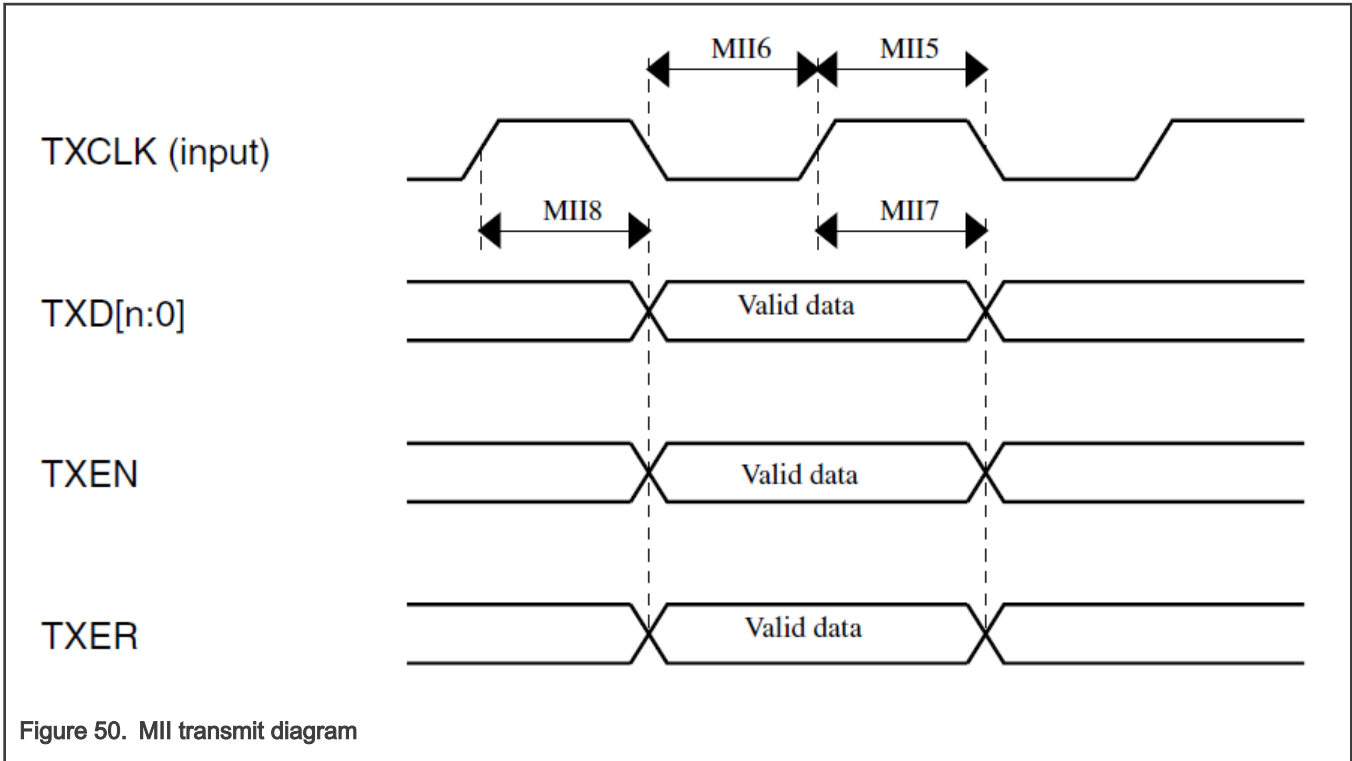 MII6 MII5
TXCLK (input)
MII8 MII7
TXD[n:0] Valid data
TXEN Valid data
TXER Valid data
Figure 50. MII transmit diagram